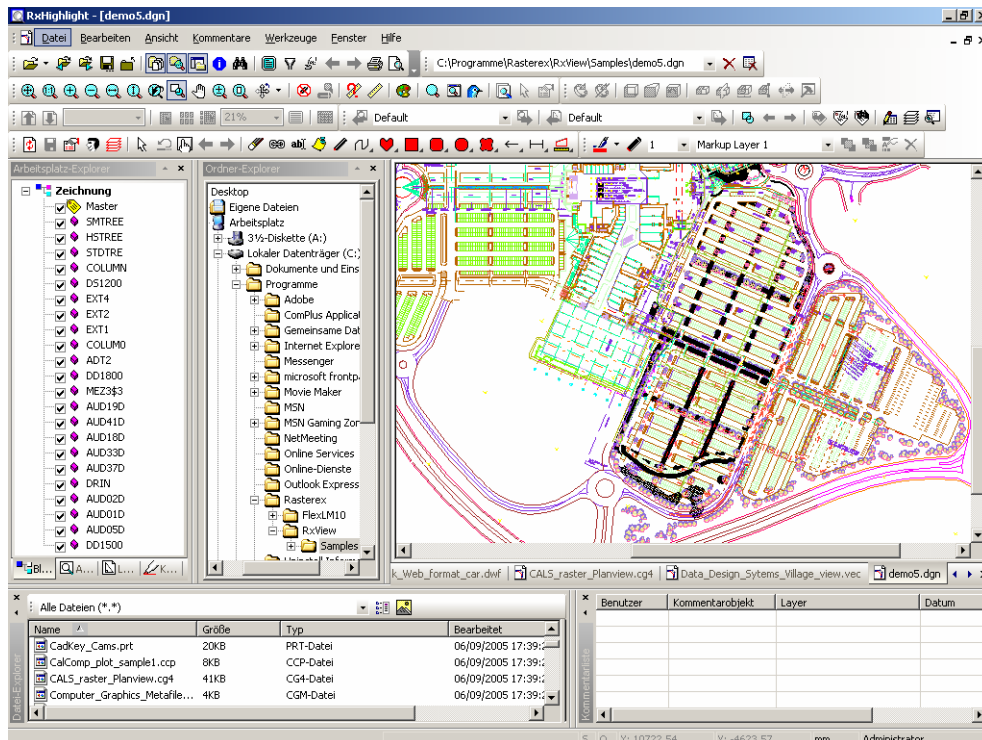 RxHighlight - [demo5.dgn]
Datei Bearbeiten Ansicht Kommentare Werkzeuge Fenster Hilfe
C:\Programme\Rasterex\RxView\Samples\demo5.dgn
21% Default Default
abI 1 Markup Layer 1
Arbeitsplatz-Explorer
Zeichnung
Master
SMTREE
HSTREE
STDTRE
COLUMN
DS1200
EXT4
EXT2
EXT1
COLUM0
ADT2
DD1800
MEZ3$3
AUD19D
AUD41D
AUD18D
AUD33D
AUD37D
DRIN
AUD02D
AUD01D
AUD05D
DD1500
Bl... A... L... K...
Ordner-Explorer
Desktop
Eigene Dateien
Arbeitsplatz
3½-Diskette (A:)
Lokaler Datenträger (C:)
Dokumente und Eins
Programme
Adobe
ComPlus Applicat
Gemeinsame Dat
Internet Explore
Messenger
microsoft frontp
Movie Maker
MSN
MSN Gaming Zor
NetMeeting
Online Services
Online-Dienste
Outlook Express
Rasterex
FlexLM10
RxView
Samples
k_Web_format_car.dwf CALS_raster_Planview.cg4 Data_Design_Sytems_Village_view.vec demo5.dgn
Datei-Explorer
Alle Dateien (*.*)
Name Größe Typ Bearbeitet
CadKey_Cams.prt 20KB PRT-Datei 06/09/2005 17:39:
CalComp_plot_sample1.ccp 8KB CCP-Datei 06/09/2005 17:39:
CALS_raster_Planview.cg4 41KB CG4-Datei 06/09/2005 17:39:
Computer_Graphics_Metafile... 4KB CGM-Datei 06/09/2005 17:39:
Kommentarliste
Benutzer Kommentarobjekt Layer Datum
S O X: 10722.54 Y: -4623.57 mm Administrator